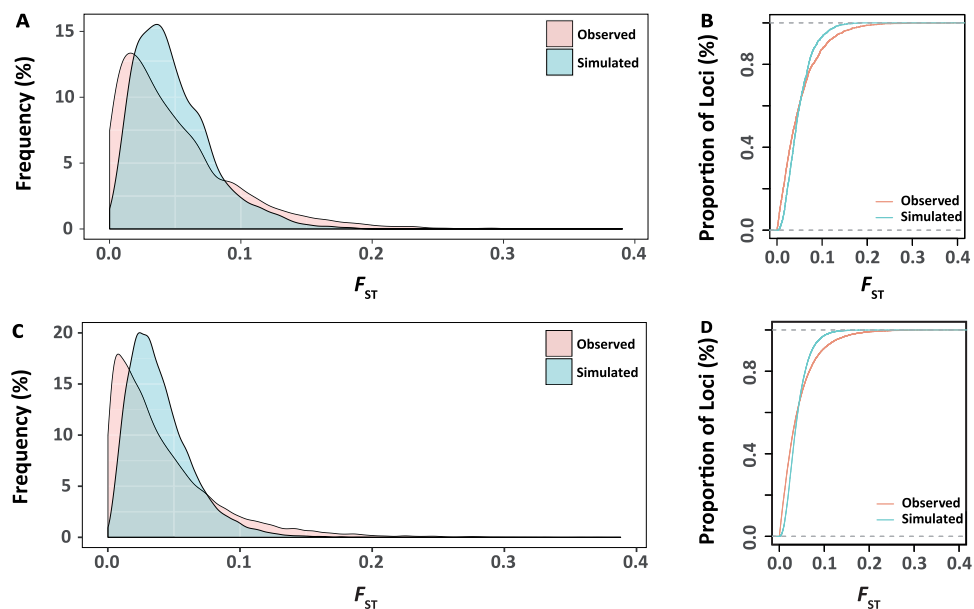 A
Frequency (%)
15
10
5
0
0.0 0.1 0.2 0.3 0.4
FST
Observed
Simulated
B
Proportion of Loci (%)
0.8
0.4
0.0
0.0 0.1 0.2 0.3 0.4
FST
Observed
Simulated
C
Frequency (%)
20
15
10
5
0
0.0 0.1 0.2 0.3 0.4
FST
Observed
Simulated
D
Proportion of Loci (%)
0.8
0.4
0.0
0.0 0.1 0.2 0.3 0.4
FST
Observed
Simulated